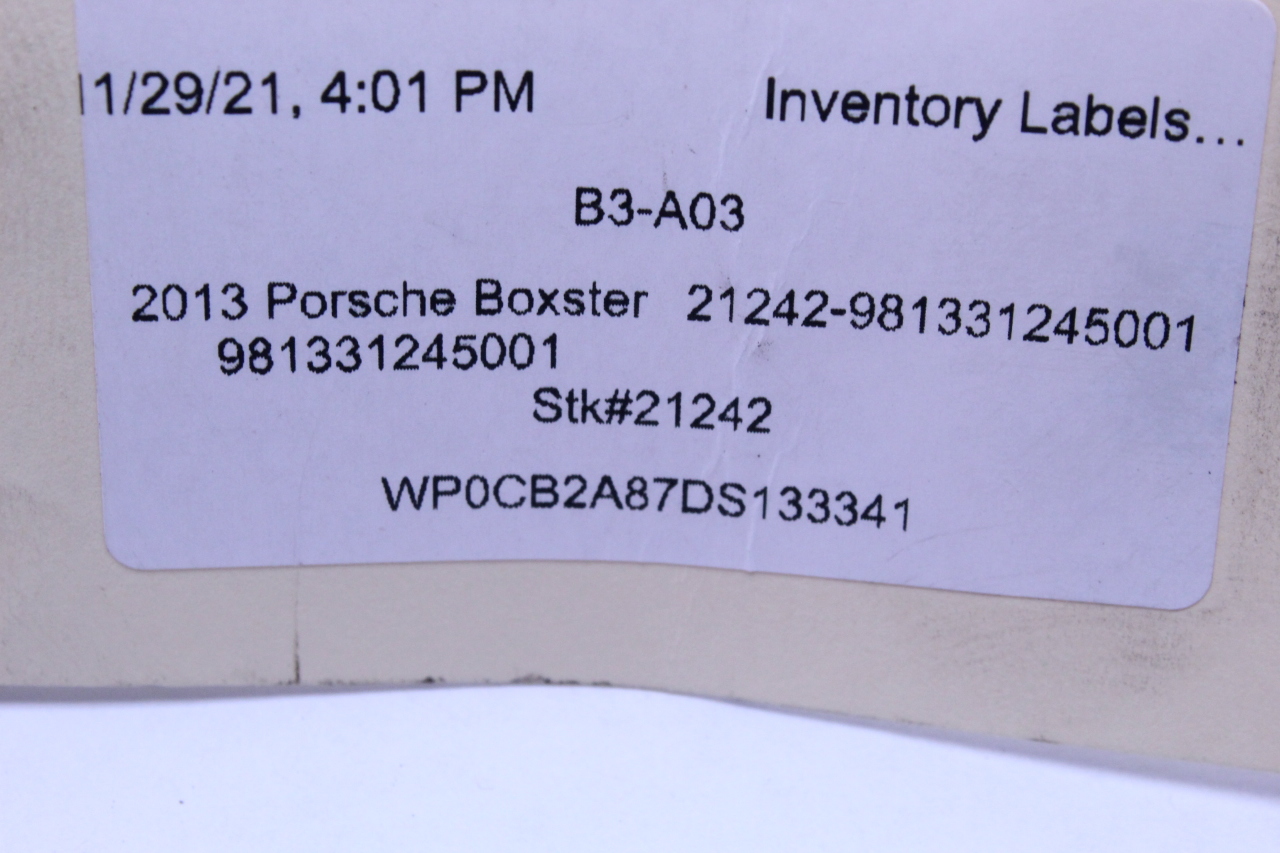 11/29/21, 4:01 PM Inventory Labels...
B3-A03
2013 Porsche Boxster 21242-981331245001
981331245001
Stk#21242
WP0CB2A87DS133341